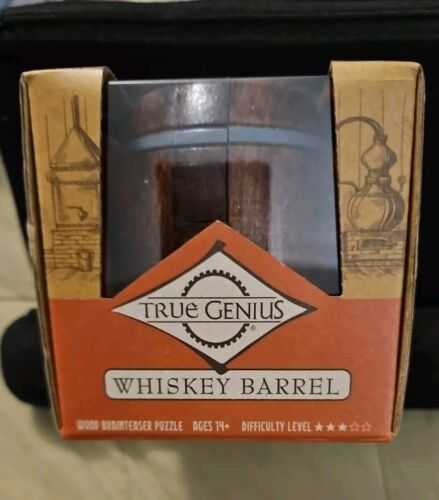 TRUE GENIUS®
WHISKEY BARREL
WOOD BRAINTEASER PUZZLE AGES 14+ DIFFICULTY LEVEL ★★★☆☆